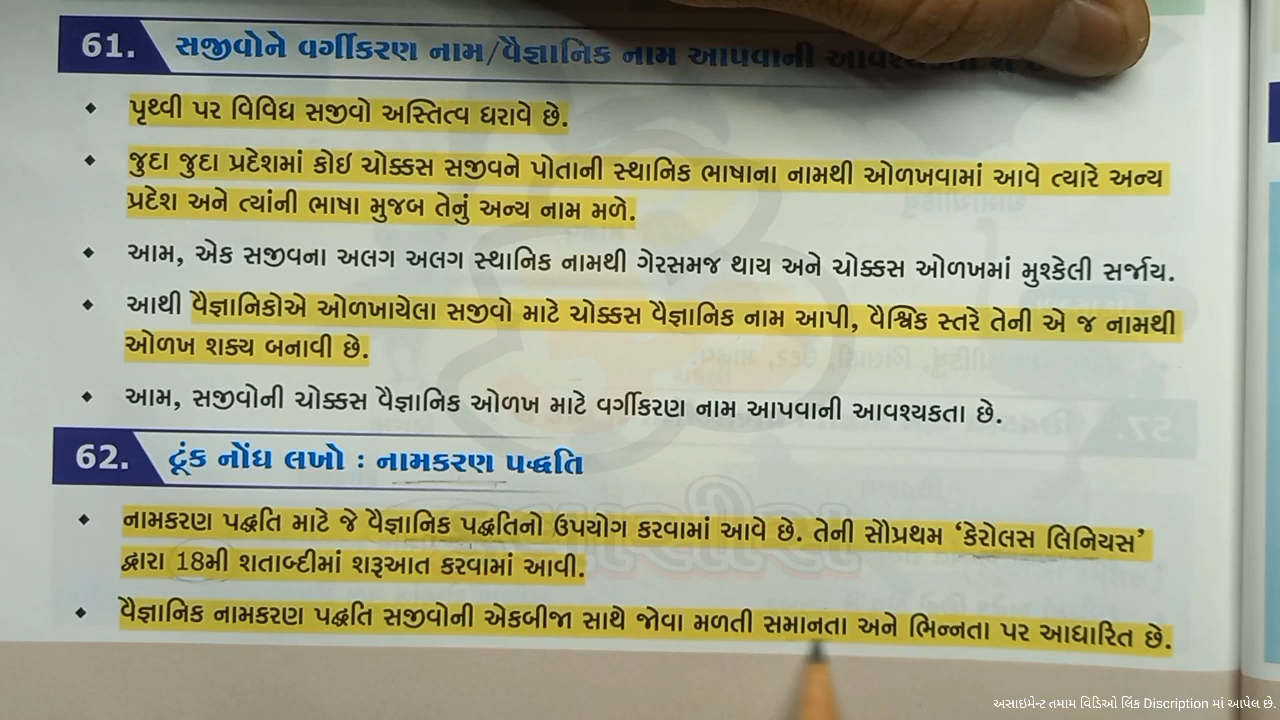 61. સજીવોને વર્ગીકરણ નામ/વૈજ્ઞાનિક નામ આપવાની આવશ્યકતા શું
◆ પૃથ્વી પર વિવિધ સજીવો અસ્તિત્વ ધરાવે છે.
◆ જુદા જુદા પ્રદેશમાં કોઈ ચોક્કસ સજીવને પોતાની સ્થાનિક ભાષાના નામથી ઓળખવામાં આવે ત્યારે અન્ય
પ્રદેશ અને ત્યાંની ભાષા મુજબ તેનું અન્ય નામ મળે.
◆ આમ, એક સજીવના અલગ અલગ સ્થાનિક નામથી ગેરસમજ થાય અને ચોક્કસ ઓળખમાં મુશ્કેલી સર્જાય.
◆ આથી વૈજ્ઞાનિકોએ ઓળખાયેલા સજીવો માટે ચોક્કસ વૈજ્ઞાનિક નામ આપી, વૈશ્વિક સ્તરે તેની એ જ નામથી
ઓળખ શક્ય બનાવી છે.
◆ આમ, સજીવોની ચોક્કસ વૈજ્ઞાનિક ઓળખ માટે વર્ગીકરણ નામ આપવાની આવશ્યકતા છે.
62. ટૂંક નોંધ લખો : નામકરણ પદ્ધતિ
◆ નામકરણ પદ્ધતિ માટે જે વૈજ્ઞાનિક પદ્ધતિનો ઉપયોગ કરવામાં આવે છે. તેની સૌપ્રથમ ‘કેરોલસ લિનિયસ’
દ્વારા 18મી શતાબ્દીમાં શરૂઆત કરવામાં આવી.
◆ વૈજ્ઞાનિક નામકરણ પદ્ધતિ સજીવોની એકબીજા સાથે જોવા મળતી સમાનતા અને ભિન્નતા પર આધારિત છે.
અસાઇમેન્ટ તમામ વિડિઓ લિંક Discription માં આપેલ છે.